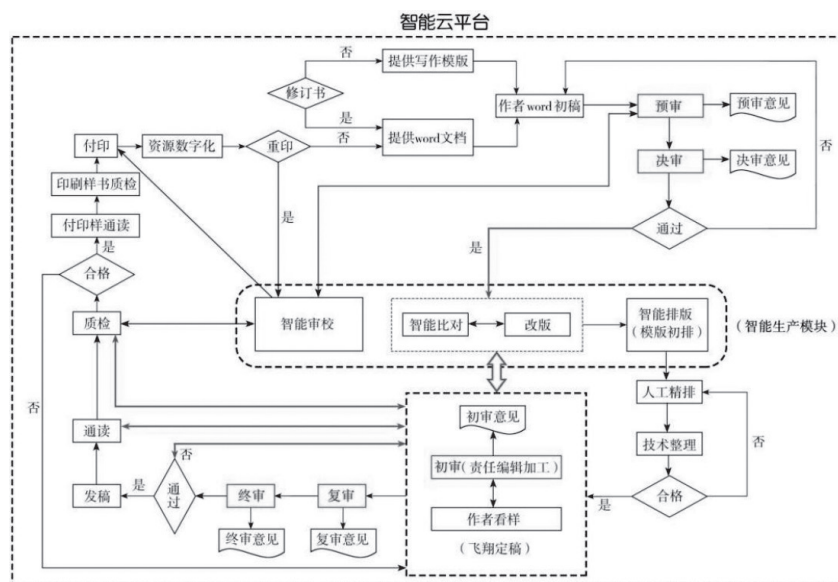 智能云平台
否
提供写作模版
修订书
作者word初稿
预审
预审意见
是
付印
资源数字化
重印
否
提供word文档
否
决审
决审意见
印刷样书质检
付印样通读
是
是
是
通过
合格
质检
智能审校
智能比对
改版
智能排版
(模版初排)
(智能生产模块)
否
人工精排
初审意见
通读
技术整理
否
否
初审(责任编辑加工)
发稿
是
通过
终审
复审
是
合格
作者看样
终审意见
复审意见
(飞翔定稿)